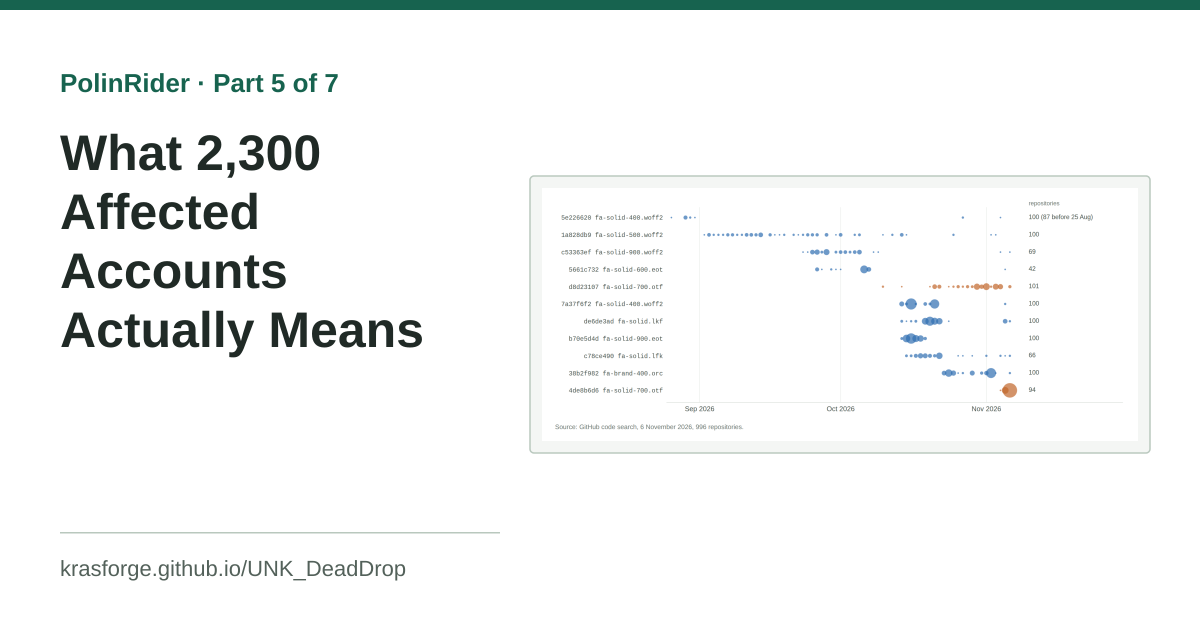 PolinRider · Part 5 of 7
What 2,300
Affected
Accounts
Actually Means
repositories
5e226620 fa-solid-400.woff2 100 (87 before 25 Aug)
1a828db9 fa-solid-500.woff2 100
c53363ef fa-solid-900.woff2 69
5661c732 fa-solid-600.eot 42
d8d23107 fa-solid-700.otf 101
7a37f6f2 fa-solid-400.woff2 100
de6de3ad fa-solid.lkf 100
b70e5d4d fa-solid-900.eot 100
c78ce490 fa-solid.lfk 66
38b2f982 fa-brand-400.orc 100
4de8b6d6 fa-solid-700.otf 94
Sep 2026 Oct 2026 Nov 2026
Source: GitHub code search, 6 November 2026, 996 repositories.
krasforge.github.io/UNK_DeadDrop